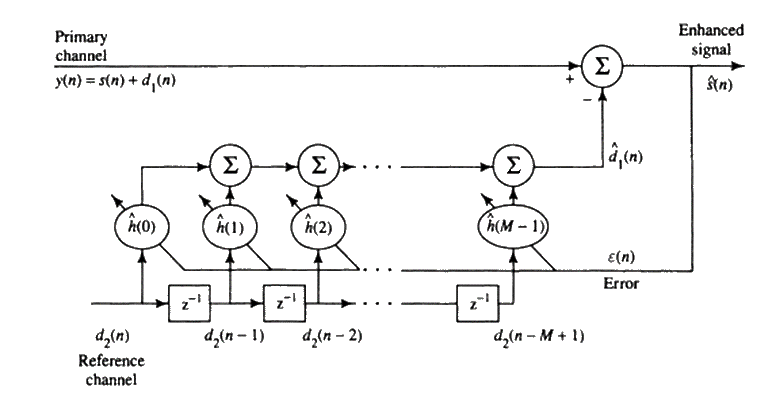 Primary
channel
y(n) = s(n) + d₁(n)
Enhanced
signal
Σ
+
−
ŝ(n)
d̂₁(n)
Σ
Σ
· · ·
Σ
ĥ(0)
ĥ(1)
ĥ(2)
ĥ(M − 1)
· · ·
ε(n)
Error
z⁻¹
z⁻¹
· · ·
z⁻¹
d₂(n)
d₂(n − 1)
d₂(n − 2)
d₂(n − M + 1)
Reference
channel